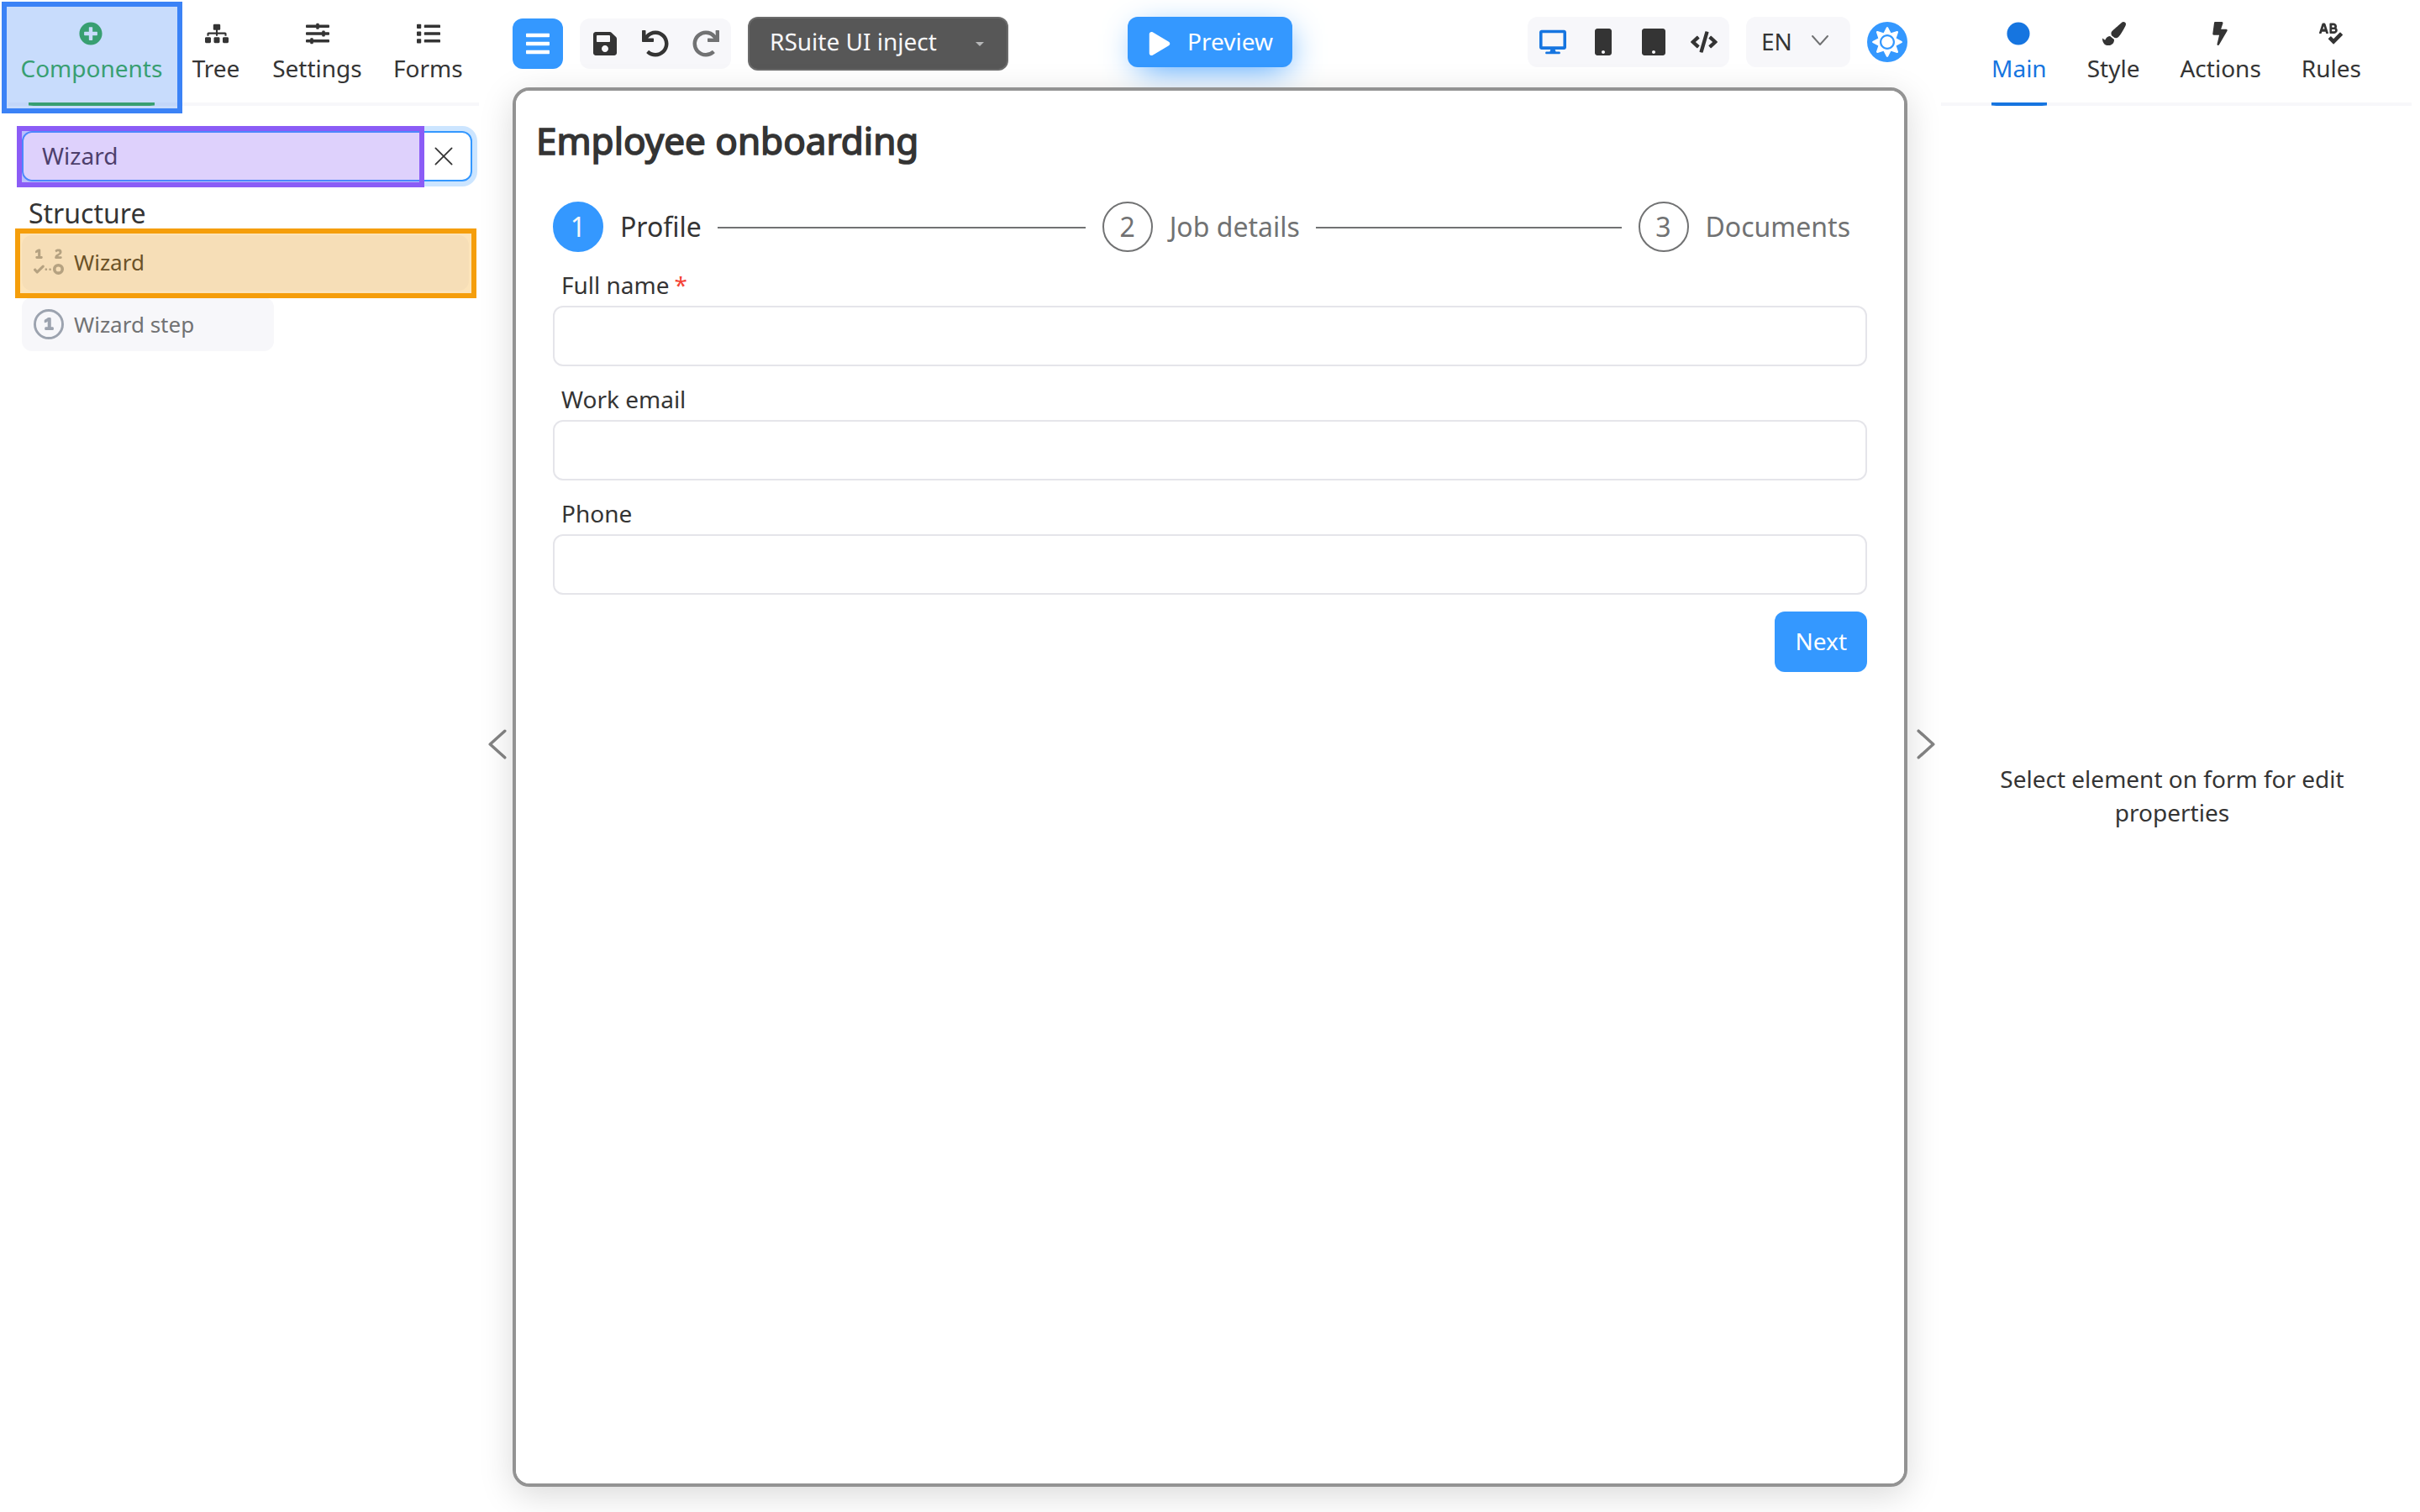 Components
Tree
Settings
Forms
RSuite UI inject
Preview
EN
Main
Style
Actions
Rules
Wizard
Structure
Wizard
Wizard step
Employee onboarding
1 Profile
2 Job details
3 Documents
Full name *
Work email
Phone
Next
Select element on form for edit
properties